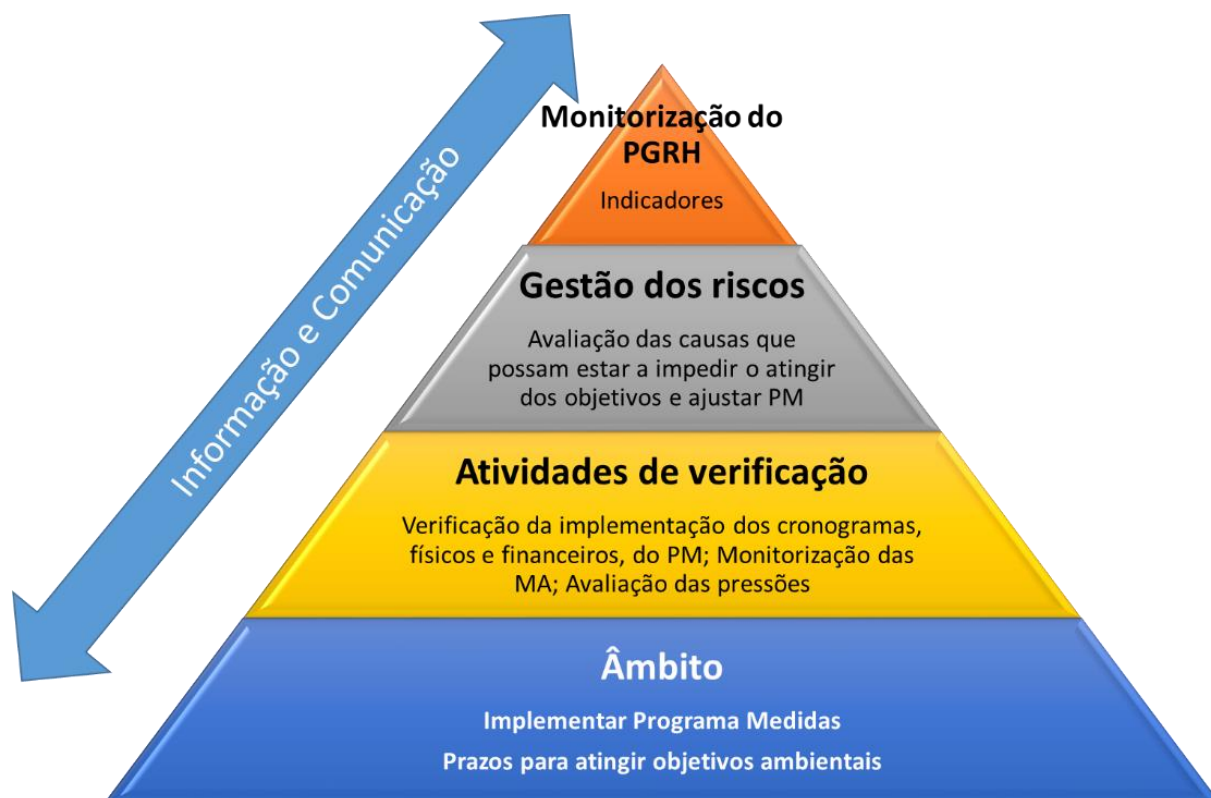 Informação e Comunicação
Monitorização do
PGRH
Indicadores
Gestão dos riscos
Avaliação das causas que
possam estar a impedir o atingir
dos objetivos e ajustar PM
Atividades de verificação
Verificação da implementação dos cronogramas,
físicos e financeiros, do PM; Monitorização das
MA; Avaliação das pressões
Âmbito
Implementar Programa Medidas
Prazos para atingir objetivos ambientais